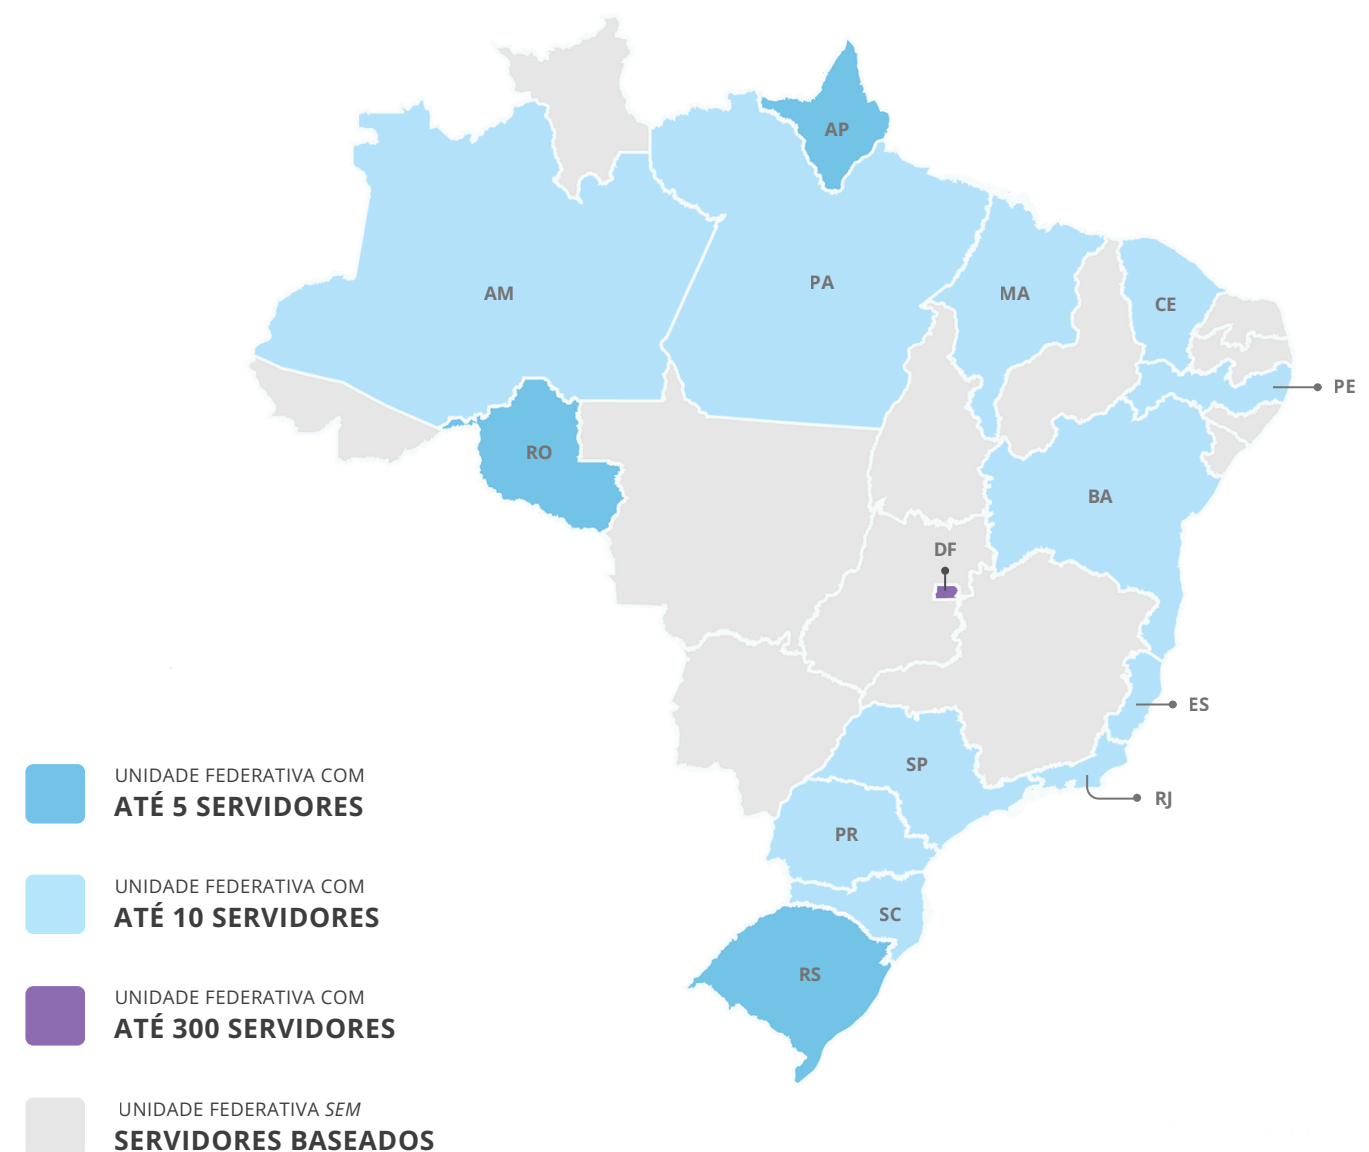 AP
PA
AM
MA
CE
PE
RO
BA
DF
ES
SP
RJ
PR
SC
RS
UNIDADE FEDERATIVA COM
ATÉ 5 SERVIDORES
UNIDADE FEDERATIVA COM
ATÉ 10 SERVIDORES
UNIDADE FEDERATIVA COM
ATÉ 300 SERVIDORES
UNIDADE FEDERATIVA SEM
SERVIDORES BASEADOS